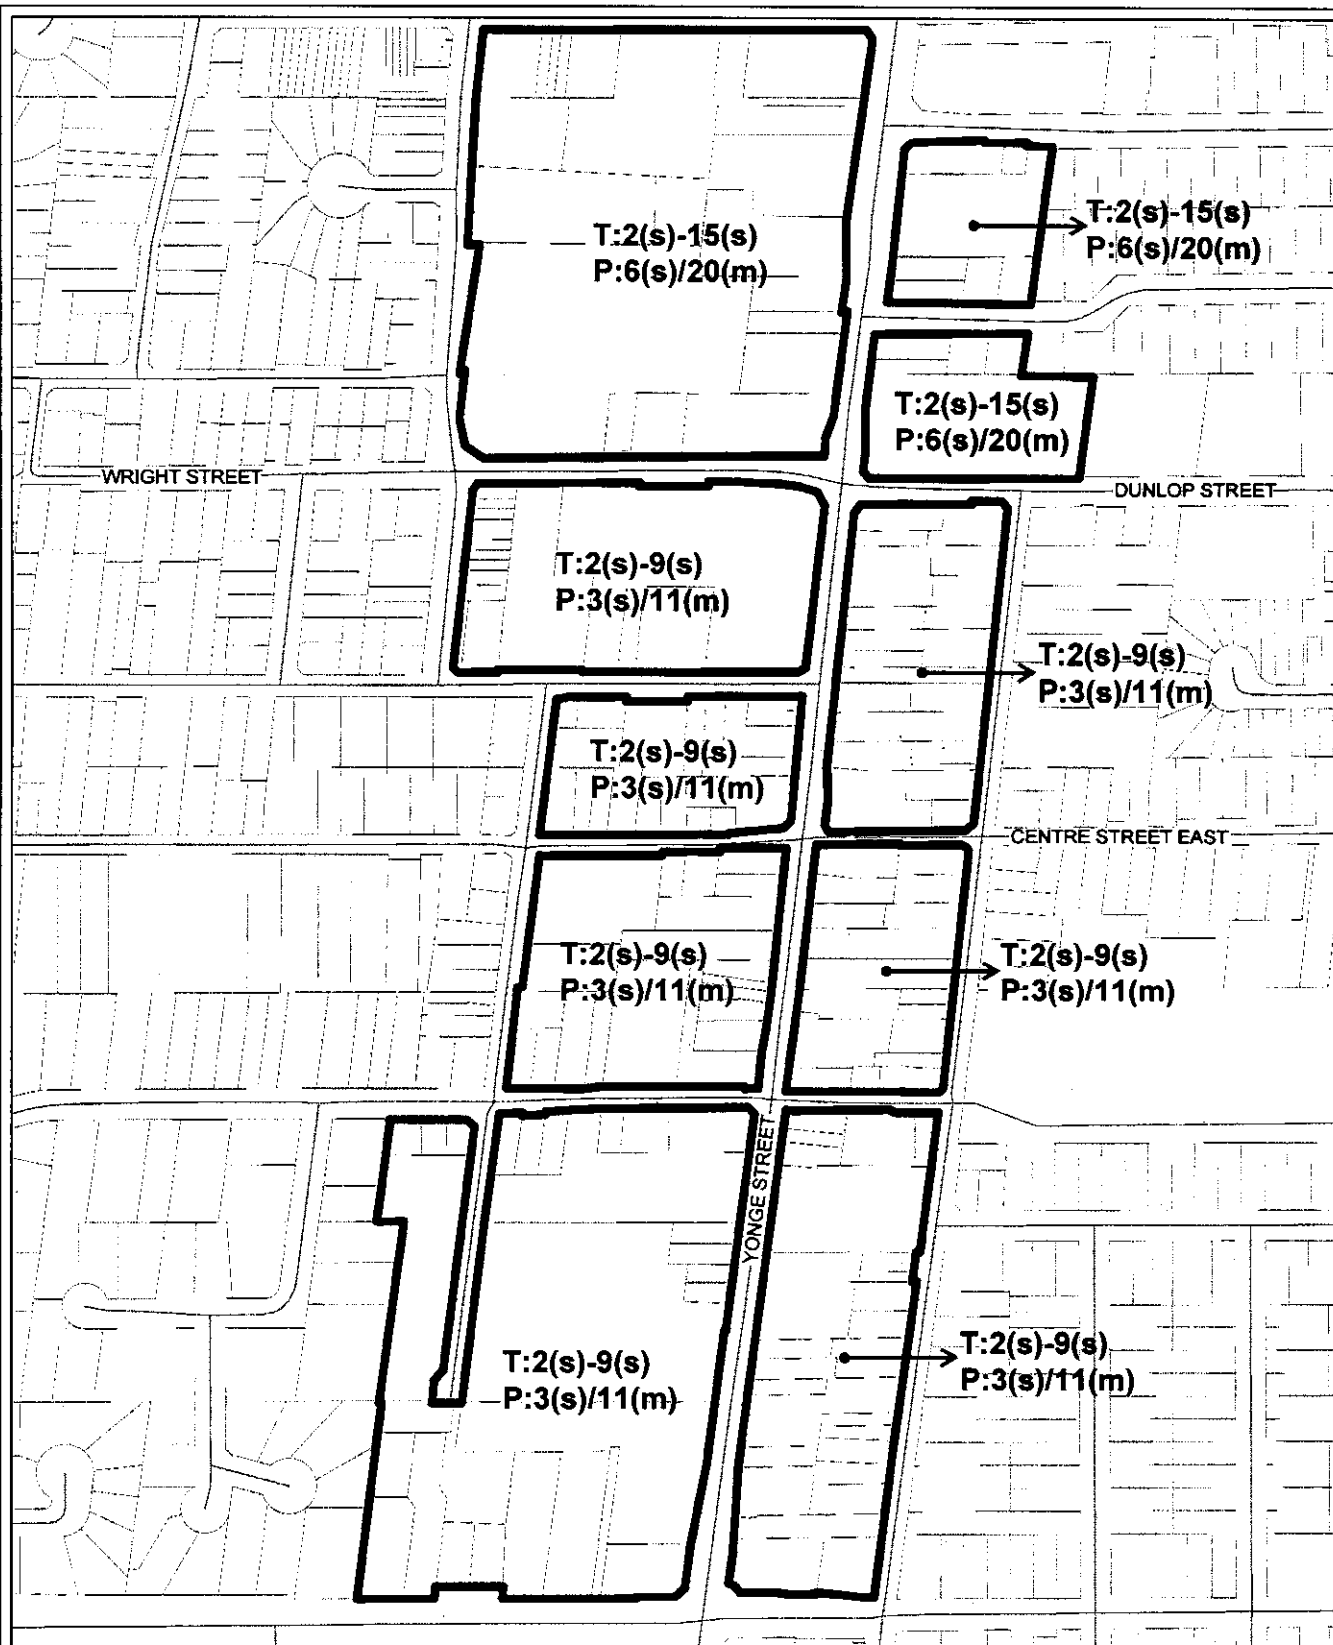 T:2(s)-15(s)
P:6(s)/20(m)
T:2(s)-15(s)
P:6(s)/20(m)
T:2(s)-15(s)
P:6(s)/20(m)
WRIGHT STREET
DUNLOP STREET
T:2(s)-9(s)
P:3(s)/11(m)
T:2(s)-9(s)
P:3(s)/11(m)
T:2(s)-9(s)
P:3(s)/11(m)
CENTRE STREET EAST
T:2(s)-9(s)
P:3(s)/11(m)
T:2(s)-9(s)
P:3(s)/11(m)
YONGE STREET
T:2(s)-9(s)
P:3(s)/11(m)
T:2(s)-9(s)
P:3(s)/11(m)